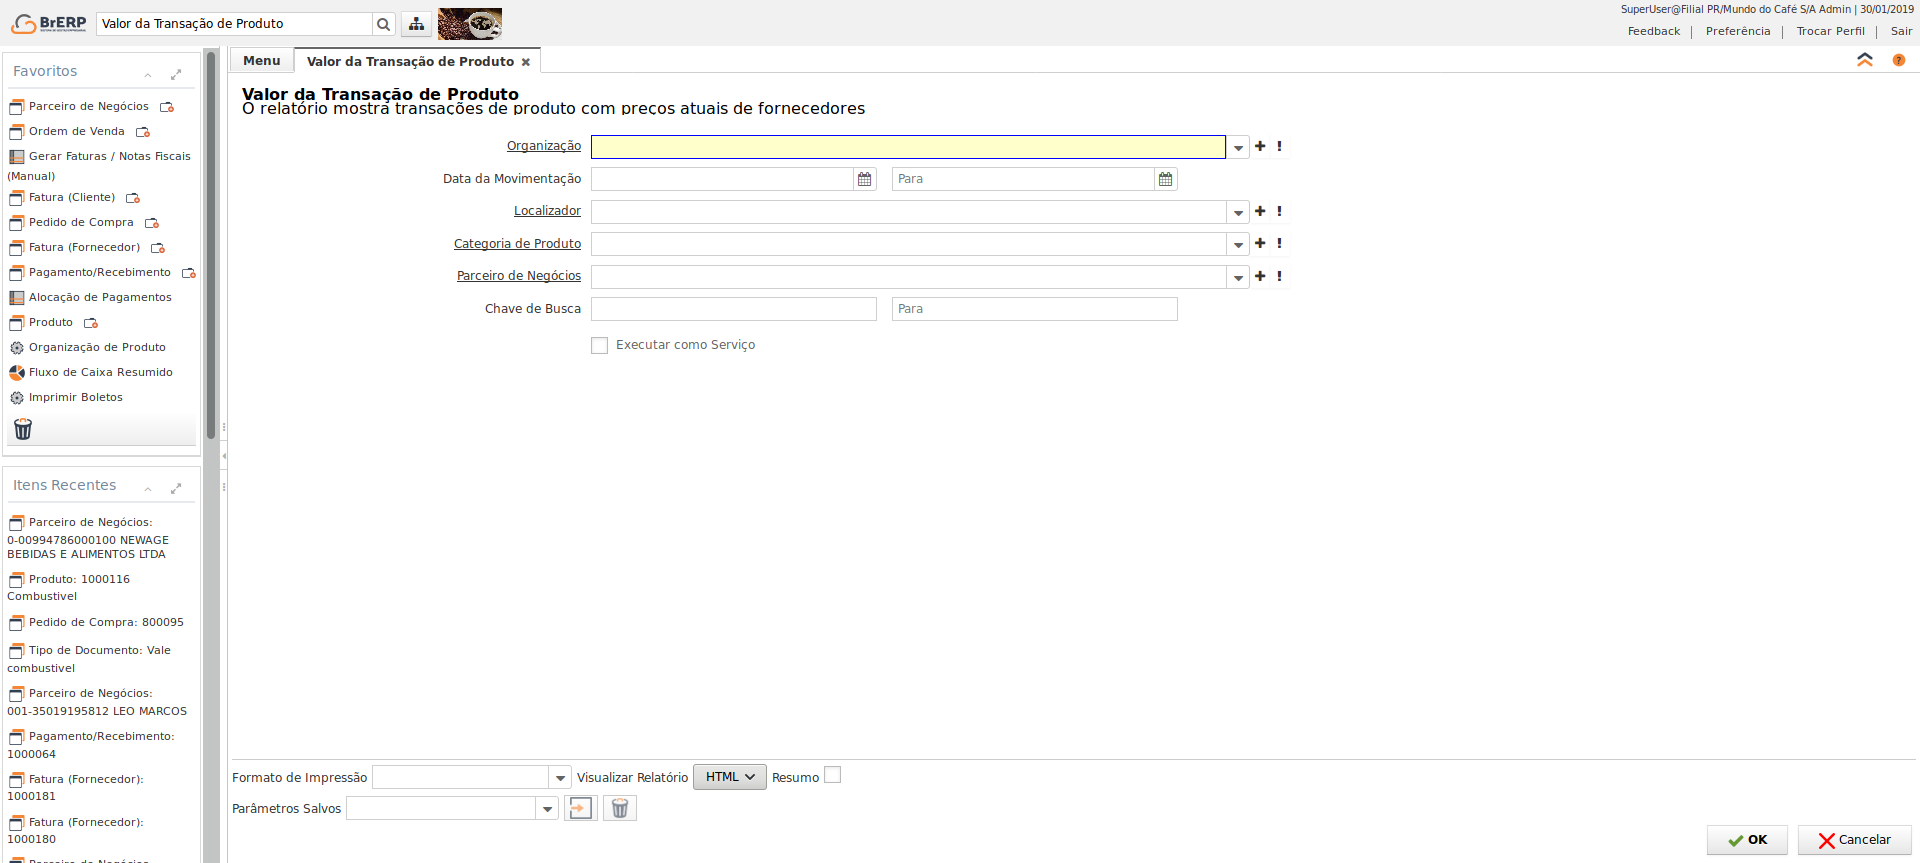 BrERP
Valor da Transação de Produto
SuperUser@Filial PR/Mundo do Café S/A Admin | 30/01/2019
Feedback | Preferência | Trocar Perfil | Sair
Favoritos
Parceiro de Negócios
Ordem de Venda
Gerar Faturas / Notas Fiscais
(Manual)
Fatura (Cliente)
Pedido de Compra
Fatura (Fornecedor)
Pagamento/Recebimento
Alocação de Pagamentos
Produto
Organização de Produto
Fluxo de Caixa Resumido
Imprimir Boletos
Itens Recentes
Parceiro de Negócios:
0-00994786000100 NEWAGE
BEBIDAS E ALIMENTOS LTDA
Produto: 1000116
Combustivel
Pedido de Compra: 800095
Tipo de Documento: Vale
combustivel
Parceiro de Negócios:
001-35019195812 LEO MARCOS
Pagamento/Recebimento:
1000064
Fatura (Fornecedor):
1000181
Fatura (Fornecedor):
1000180
Parceiro de Negócios
Menu
Valor da Transação de Produto
Valor da Transação de Produto
O relatório mostra transações de produto com preços atuais de fornecedores
Organização
Data da Movimentação Para
Localizador
Categoria de Produto
Parceiro de Negócios
Chave de Busca Para
Executar como Serviço
Formato de Impressão Visualizar Relatório HTML Resumo
Parâmetros Salvos
OK Cancelar